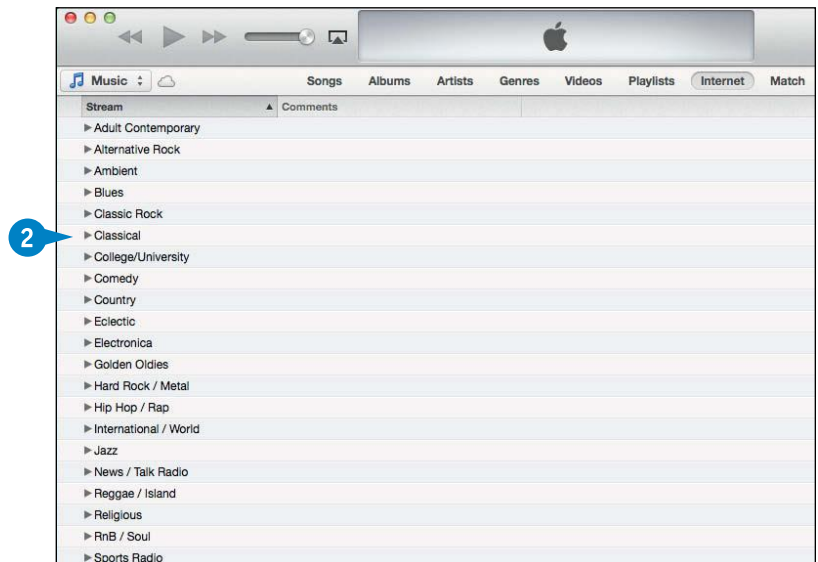 Music
Songs Albums Artists Genres Videos Playlists Internet Match
Stream Comments
Adult Contemporary
Alternative Rock
Ambient
Blues
Classic Rock
2
Classical
College/University
Comedy
Country
Eclectic
Electronica
Golden Oldies
Hard Rock / Metal
Hip Hop / Rap
International / World
Jazz
News / Talk Radio
Reggae / Island
Religious
RnB / Soul
Sports Radio